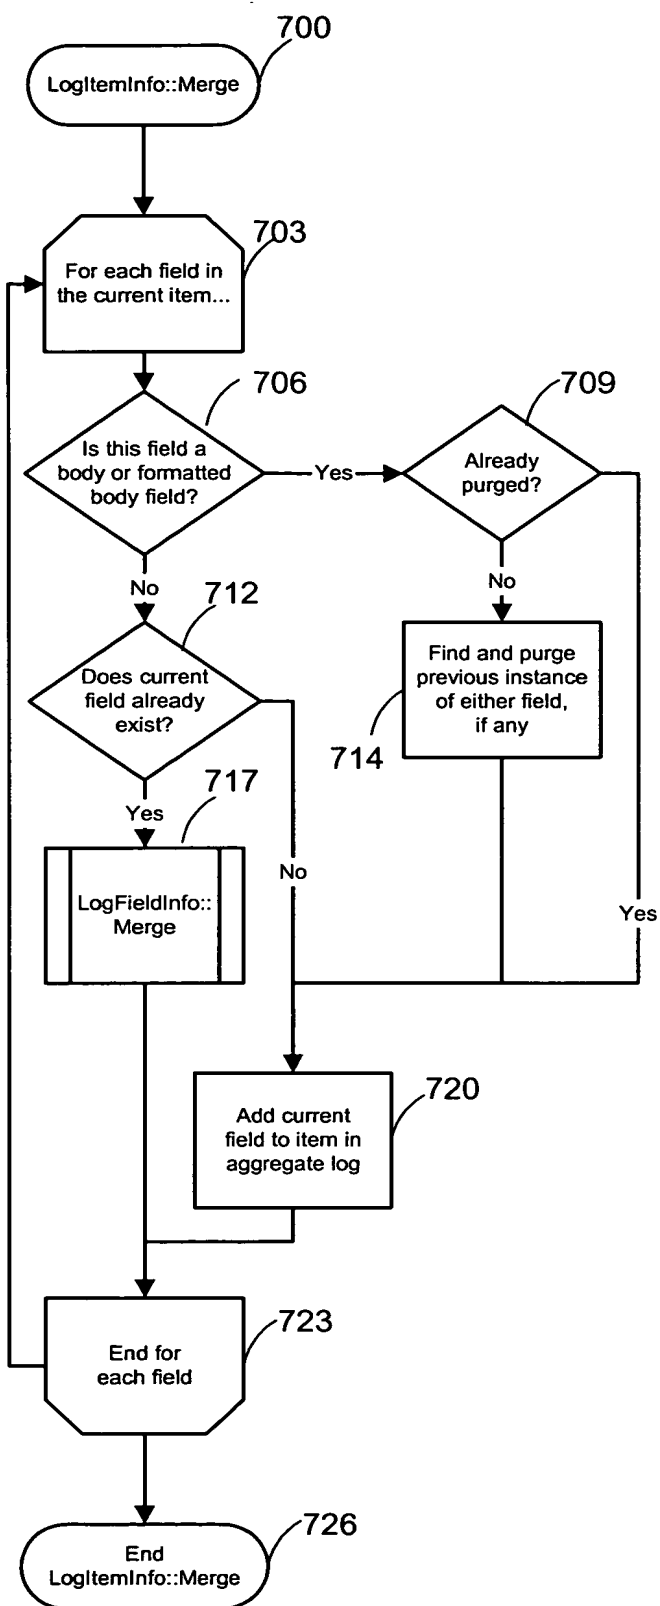 700
LogItemInfo::Merge
703
For each field in
the current item...
706
709
Is this field a
body or formatted
body field?
Yes
Already
purged?
No
712
No
Does current
field already
exist?
Find and purge
previous instance
of either field,
if any
714
717
Yes
No
LogFieldInfo::
Merge
Yes
720
Add current
field to item in
aggregate log
723
End for
each field
726
End
LogItemInfo::Merge